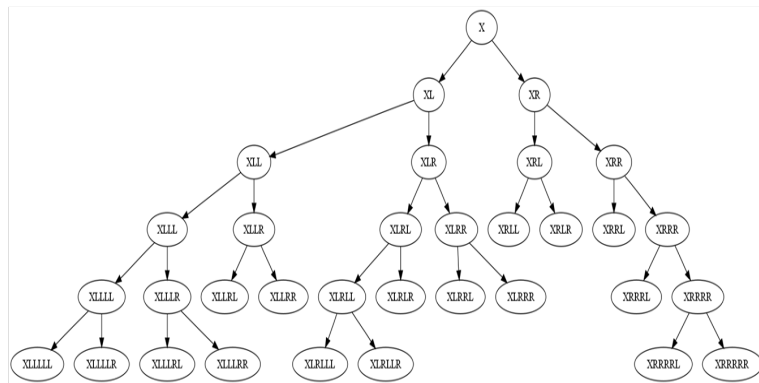 X
XL XR
XLL XLR XRL XRR
XLLL XLLR XLRL XLRR XRLL XRLR XRRL XRRR
XLLLL XLLLR XLLRL XLLRR XLRLL XLRLR XLRRL XLRRR XRRRL XRRRR
XLLLLL XLLLLR XLLLRL XLLLRR XLRLLL XLRLLR XRRRRL XRRRRR